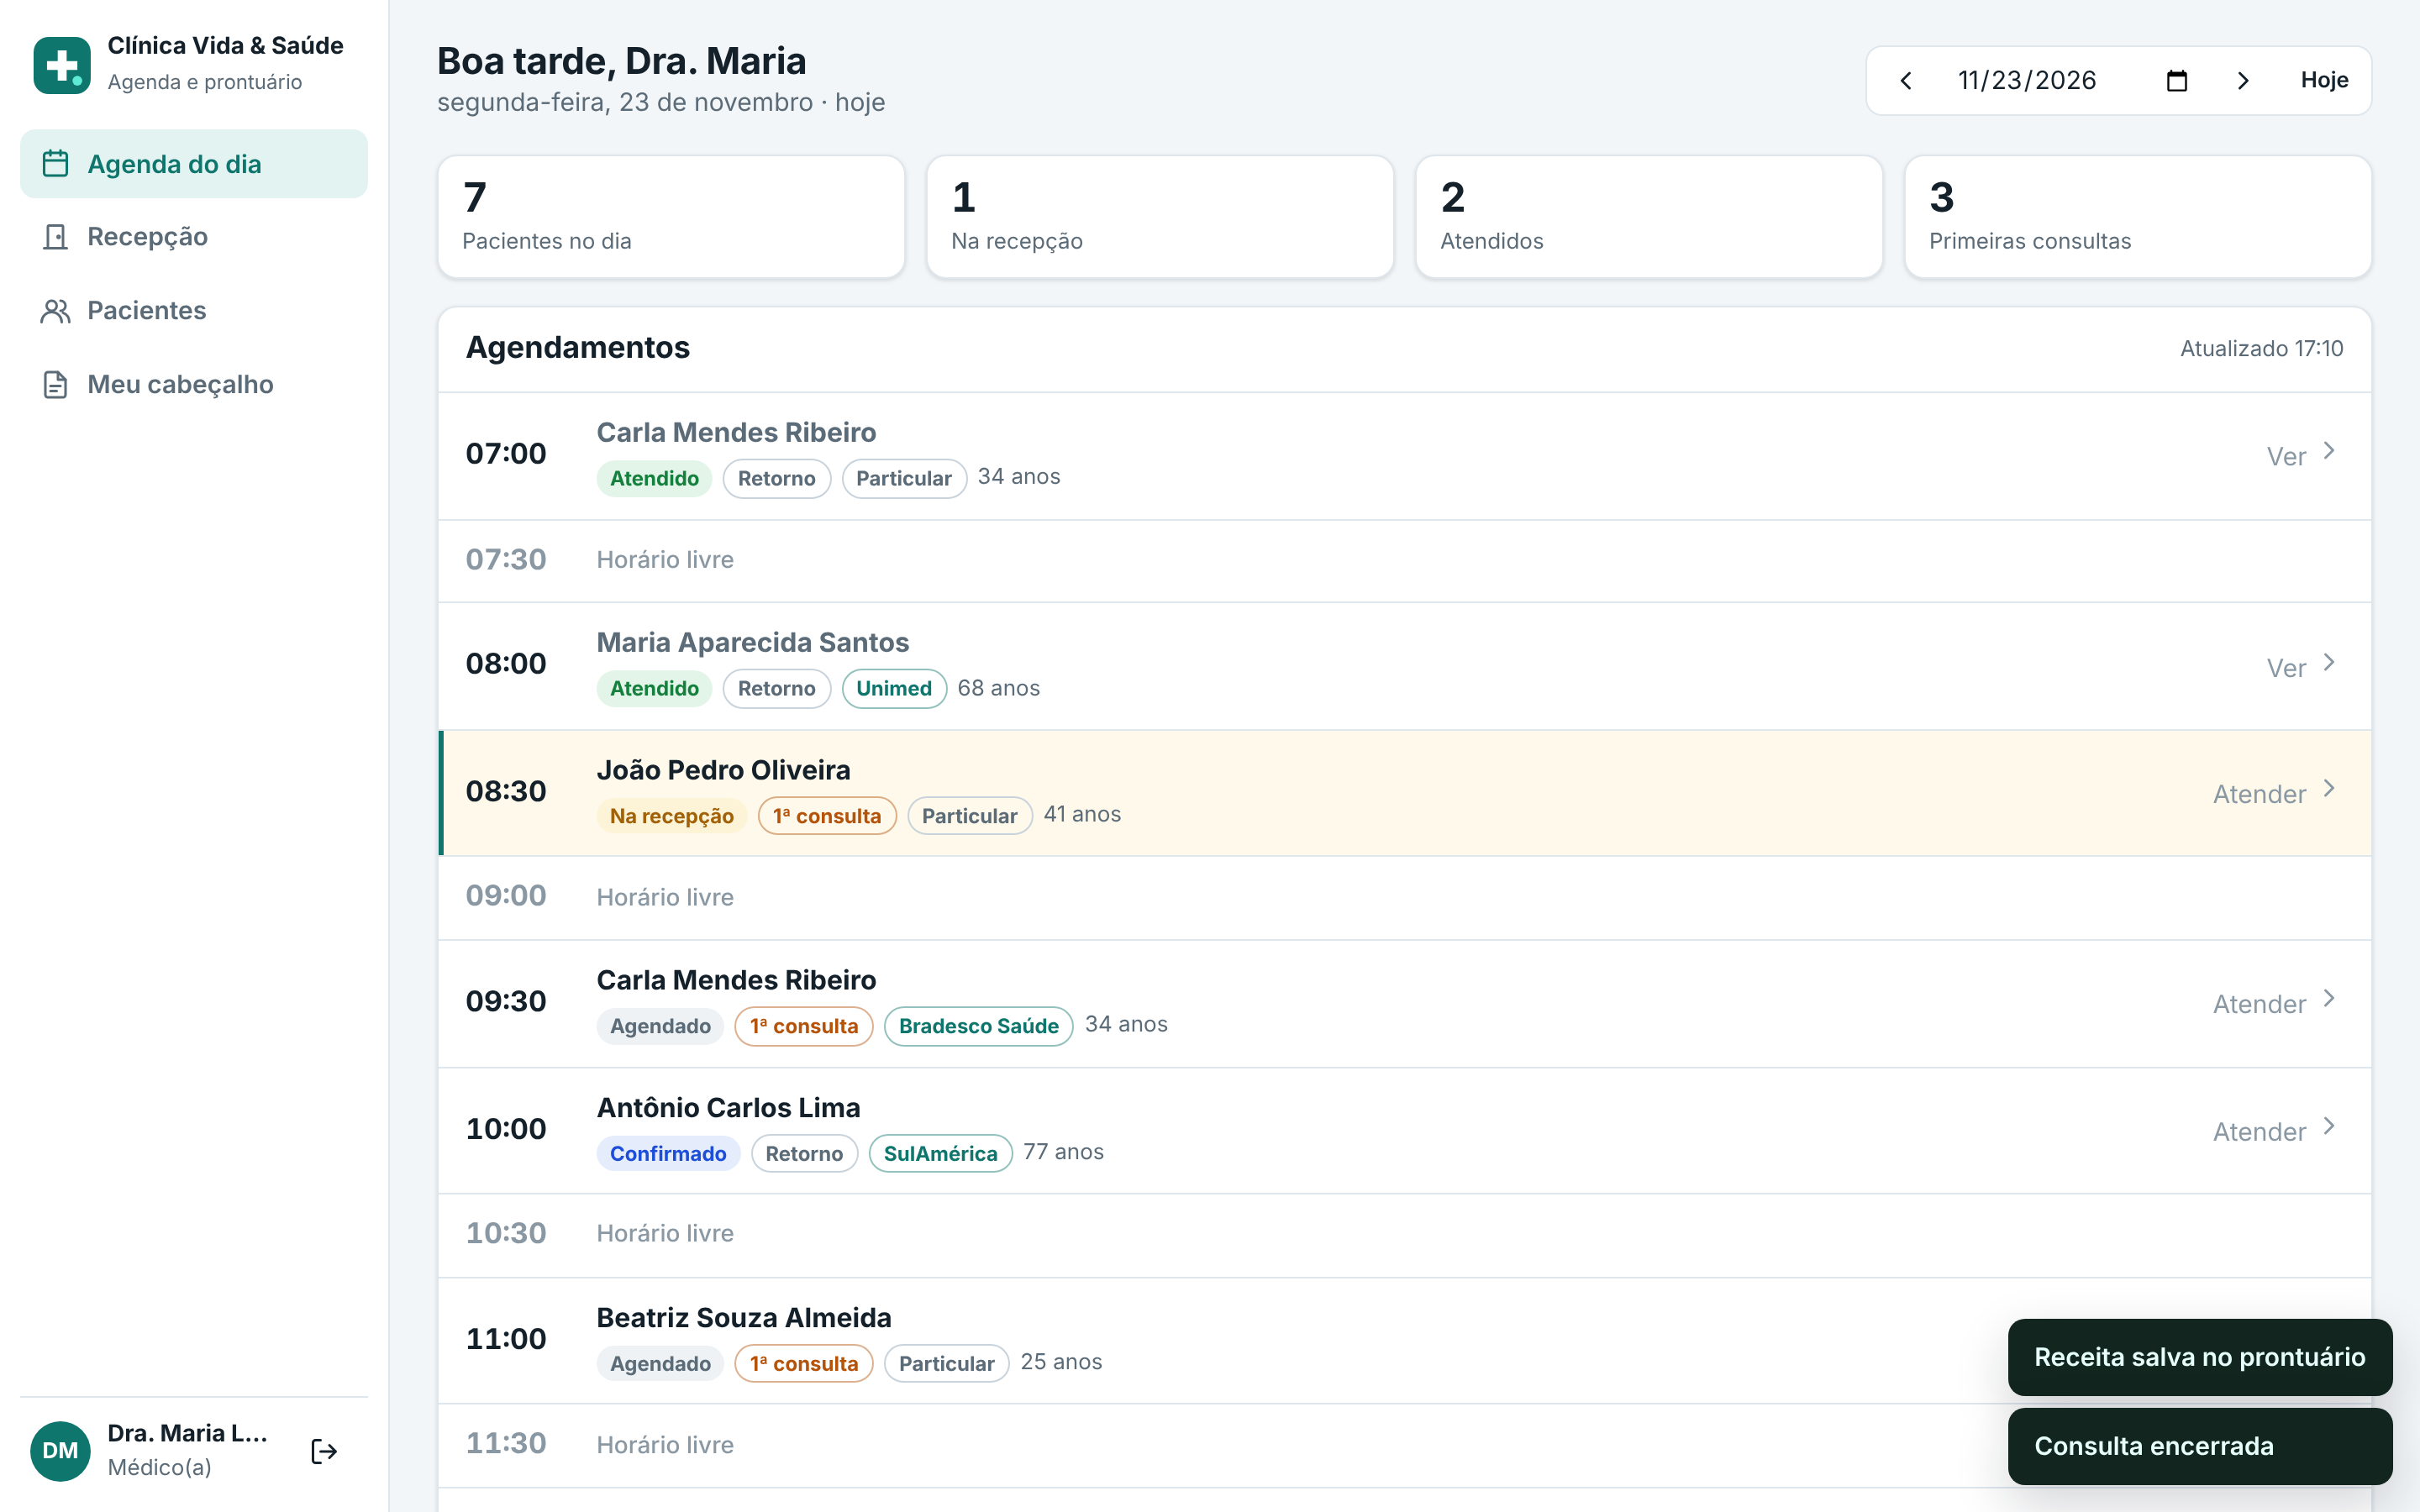 Clínica Vida & Saúde
Agenda e prontuário
Agenda do dia
Recepção
Pacientes
Meu cabeçalho
Dra. Maria L...
DM
Médico(a)
Boa tarde, Dra. Maria
segunda-feira, 23 de novembro · hoje
11/23/2026
Hoje
7
Pacientes no dia
1
Na recepção
2
Atendidos
3
Primeiras consultas
Agendamentos
Atualizado 17:10
07:00
Carla Mendes Ribeiro
Atendido Retorno Particular 34 anos
Ver
07:30 Horário livre
08:00
Maria Aparecida Santos
Atendido Retorno Unimed 68 anos
Ver
08:30
João Pedro Oliveira
Na recepção 1ª consulta Particular 41 anos
Atender
09:00 Horário livre
09:30
Carla Mendes Ribeiro
Agendado 1ª consulta Bradesco Saúde 34 anos
Atender
10:00
Antônio Carlos Lima
Confirmado Retorno SulAmérica 77 anos
Atender
10:30 Horário livre
11:00
Beatriz Souza Almeida
Agendado 1ª consulta Particular 25 anos
11:30 Horário livre
Receita salva no prontuário
Consulta encerrada